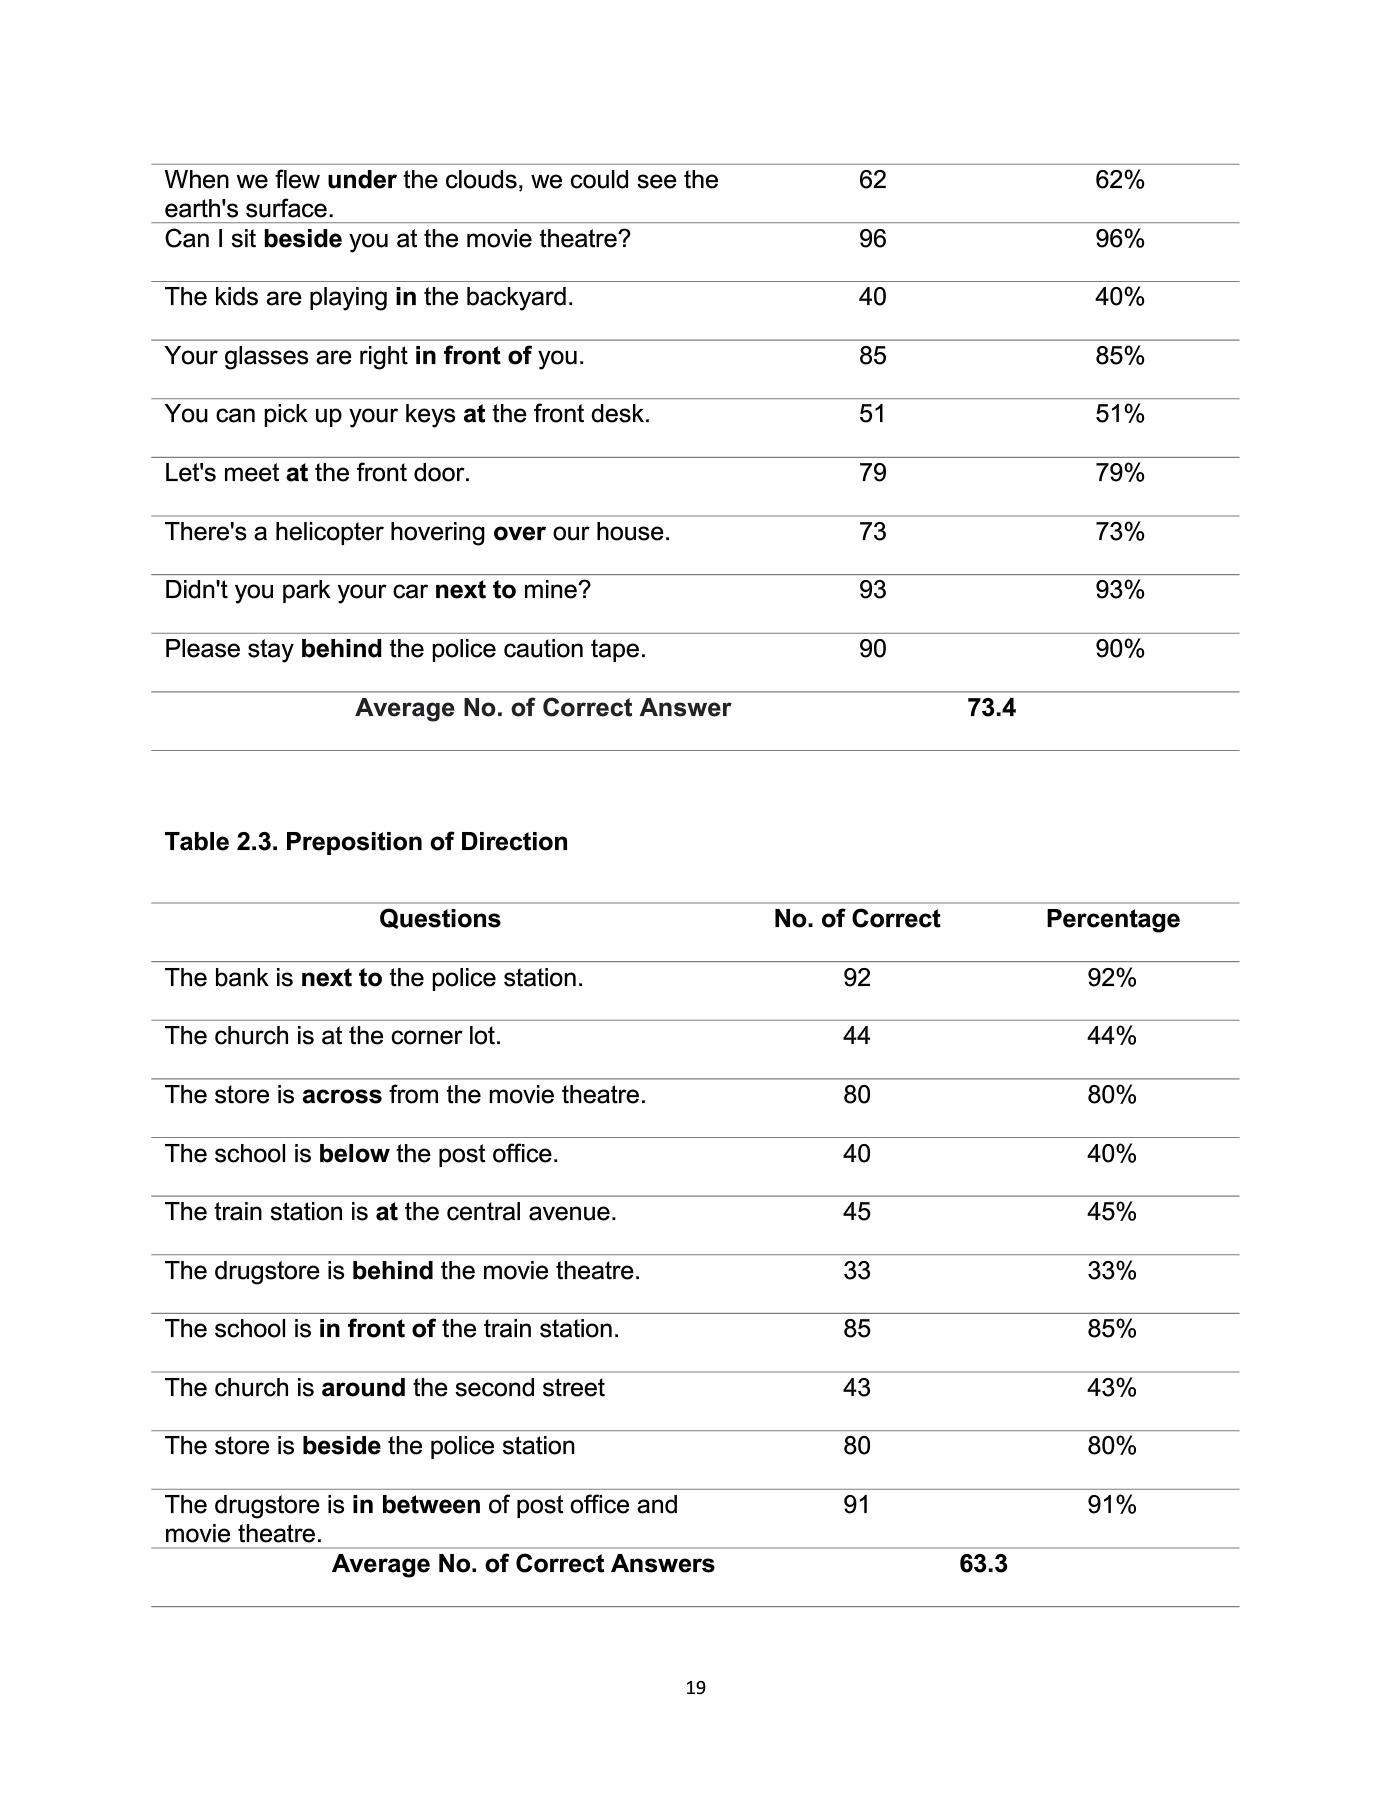 When we flew under the clouds, we could see the 62 62%
earth's surface.
Can I sit beside you at the movie theatre? 96 96%
The kids are playing in the backyard. 40 40%
Your glasses are right in front of you. 85 85%
You can pick up your keys at the front desk. 51 51%
Let's meet at the front door. 79 79%
There's a helicopter hovering over our house. 73 73%
Didn't you park your car next to mine? 93 93%
Please stay behind the police caution tape. 90 90%
Average No. of Correct Answer 73.4
Table 2.3. Preposition of Direction
Questions No. of Correct Percentage
The bank is next to the police station. 92 92%
The church is at the corner lot. 44 44%
The store is across from the movie theatre. 80 80%
The school is below the post office. 40 40%
The train station is at the central avenue. 45 45%
The drugstore is behind the movie theatre. 33 33%
The school is in front of the train station. 85 85%
The church is around the second street 43 43%
The store is beside the police station 80 80%
The drugstore is in between of post office and 91 91%
movie theatre.
Average No. of Correct Answers 63.3
19